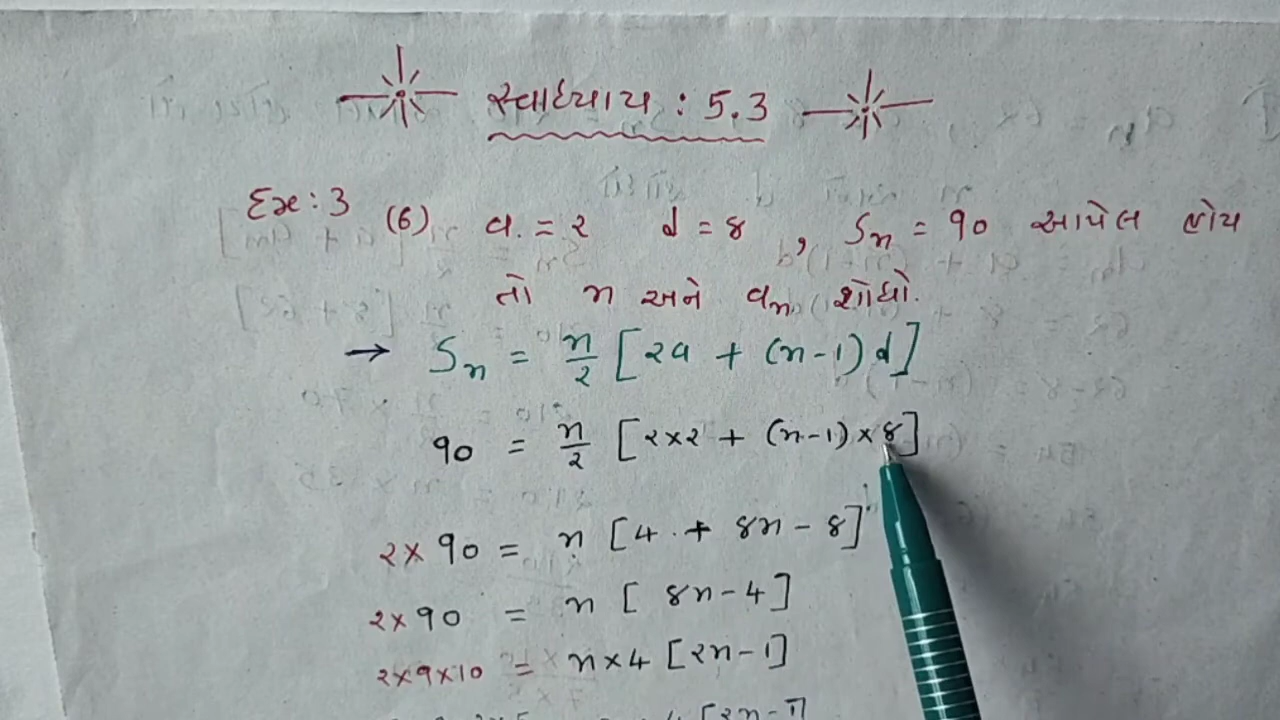 સ્વાધ્યાય : 5.3
Ex : 3 (6) a = 2 d = 8 , Sn = 90 આપેલ હોય
તો n અને an શોધો.
→ Sn = n/2 [2a + (n-1) d]
90 = n/2 [2×2 + (n-1) × 8]
2 × 90 = n [4 + 8n - 8]
2 × 90 = n [ 8n - 4]
2×9×10 = n×4 [2n - 1]